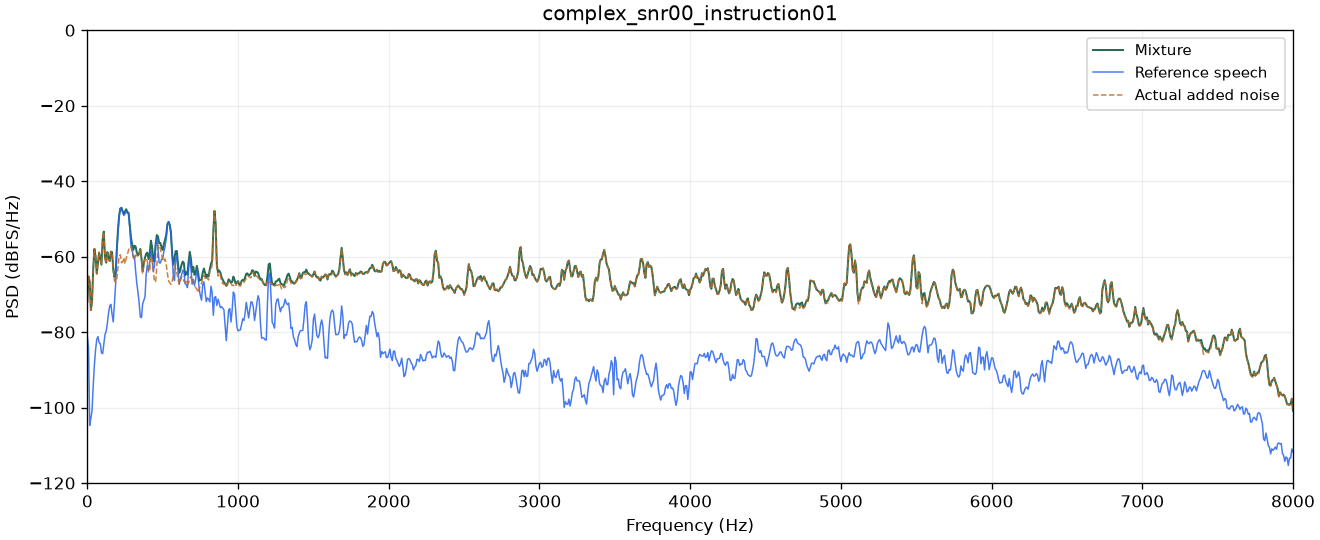 complex_snr00_instruction01
Mixture
Reference speech
Actual added noise
PSD (dBFS/Hz)
0
−20
−40
−60
−80
−100
−120
0 1000 2000 3000 4000 5000 6000 7000 8000
Frequency (Hz)